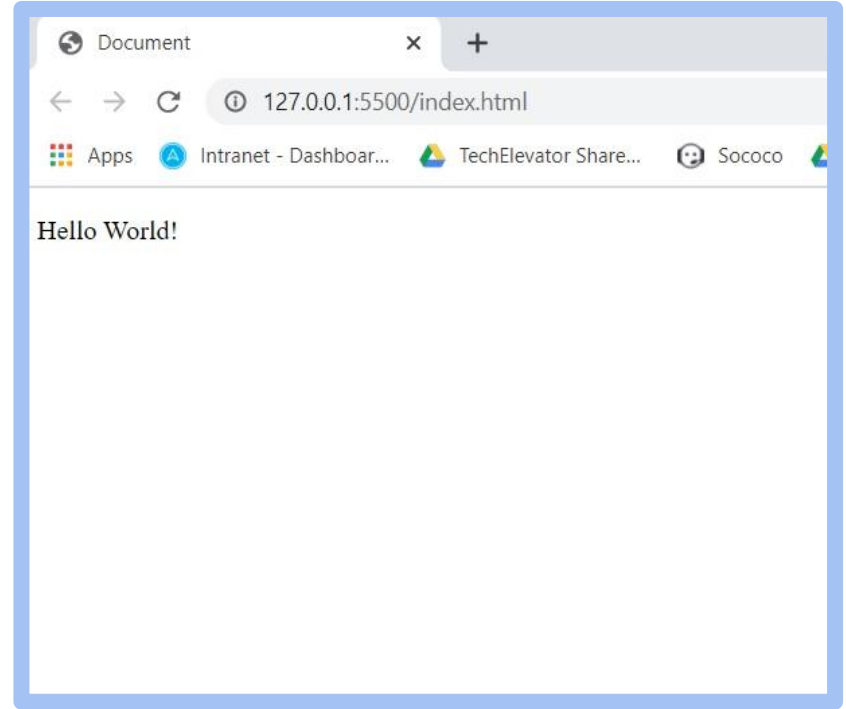 Document
127.0.0.1:5500/index.html
Apps Intranet - Dashboar... TechElevator Share... Sococo
Hello World!